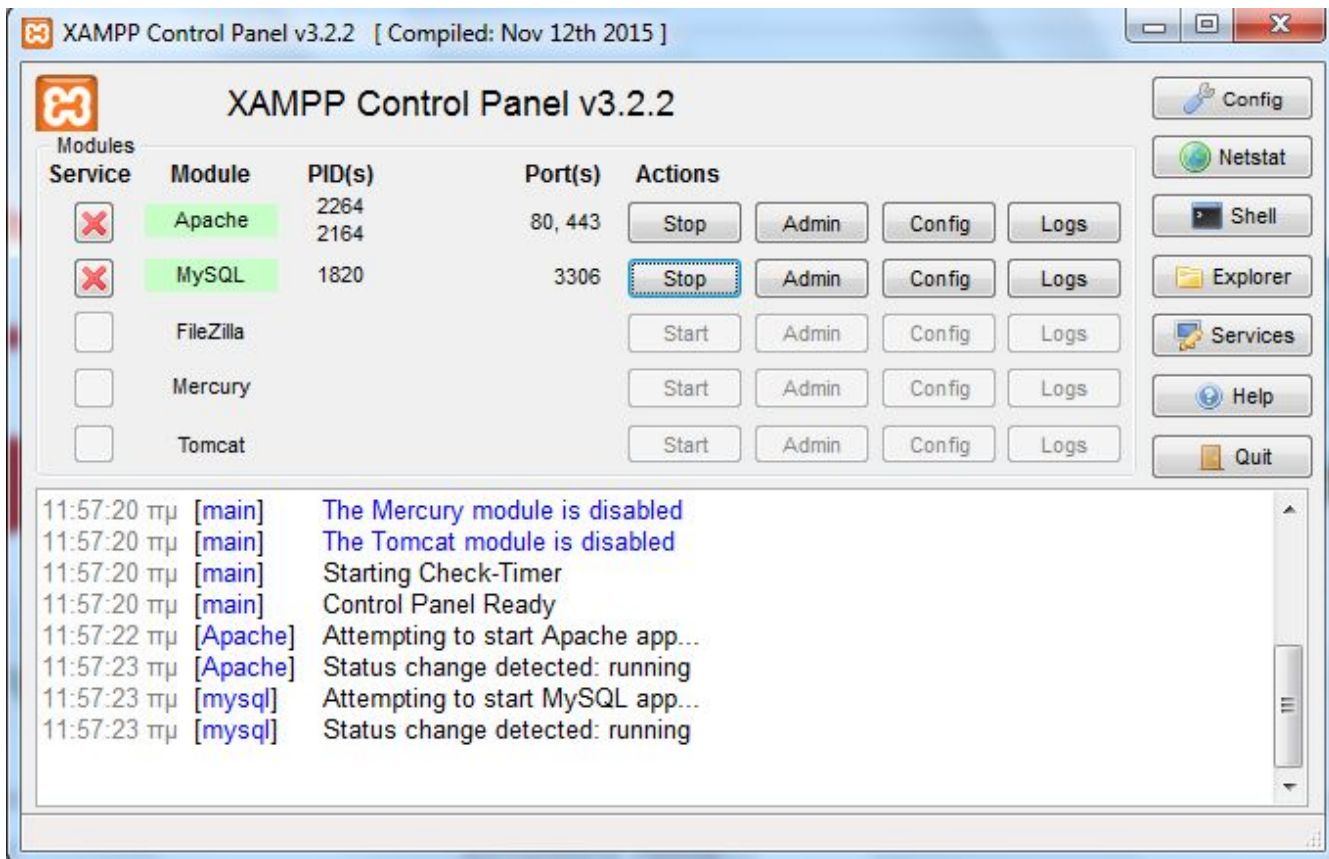 XAMPP Control Panel v3.2.2 [ Compiled: Nov 12th 2015 ]
XAMPP Control Panel v3.2.2
Config
Modules
Service Module PID(s) Port(s) Actions
Netstat
Apache 2264 2164 80, 443 Stop Admin Config Logs
Shell
MySQL 1820 3306 Stop Admin Config Logs
Explorer
FileZilla Start Admin Config Logs
Services
Mercury Start Admin Config Logs
Help
Tomcat Start Admin Config Logs
Quit
11:57:20 πμ [main] The Mercury module is disabled
11:57:20 πμ [main] The Tomcat module is disabled
11:57:20 πμ [main] Starting Check-Timer
11:57:20 πμ [main] Control Panel Ready
11:57:22 πμ [Apache] Attempting to start Apache app...
11:57:23 πμ [Apache] Status change detected: running
11:57:23 πμ [mysql] Attempting to start MySQL app...
11:57:23 πμ [mysql] Status change detected: running